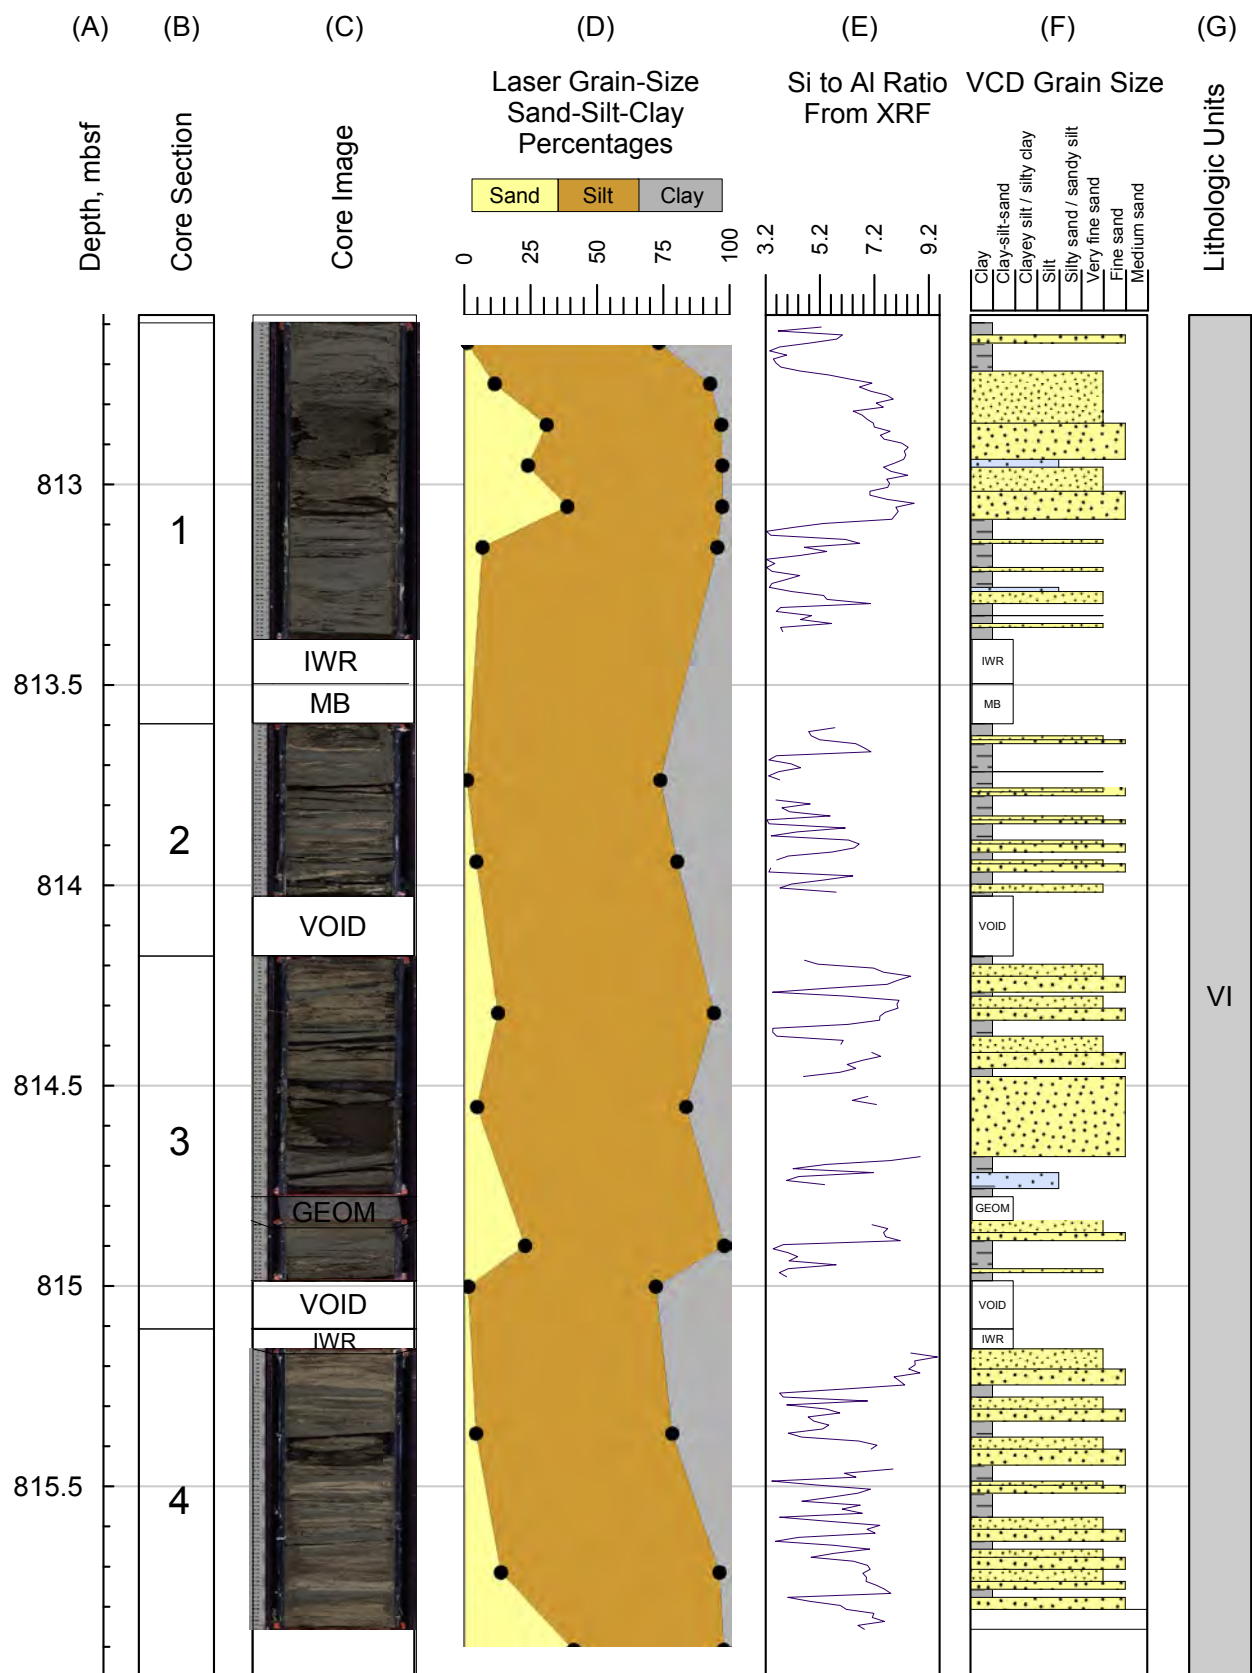 (A) (B) (C) (D) (E) (F) (G)
Depth, mbsf
Core Section
Core Image
Laser Grain-Size
Sand-Silt-Clay
Percentages
Sand Silt Clay
0 25 50 75 100
Si to Al Ratio
From XRF
3.2 5.2 7.2 9.2
VCD Grain Size
Clay
Clay-silt-sand
Clayey silt / silty clay
Silt
Silty sand / sandy silt
Very fine sand
Fine sand
Medium sand
Lithologic Units
813
1
IWR
IWR
813.5
MB
MB
2
814
VOID
VOID
VI
814.5
3
GEOM
GEOM
815
VOID
VOID
IWR
IWR
815.5
4